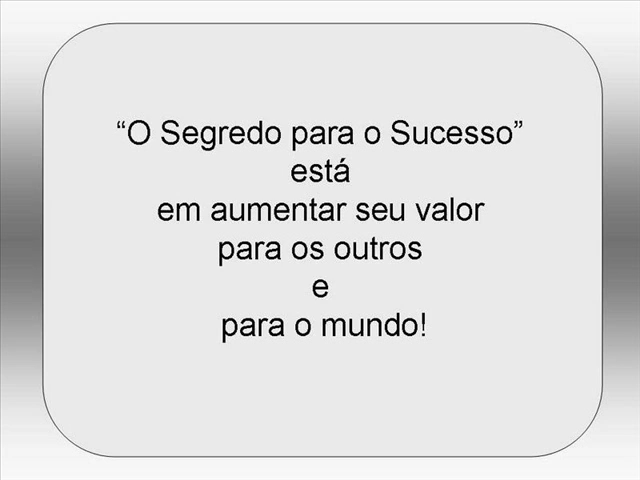 “O Segredo para o Sucesso”
está
em aumentar seu valor
para os outros
e
para o mundo!